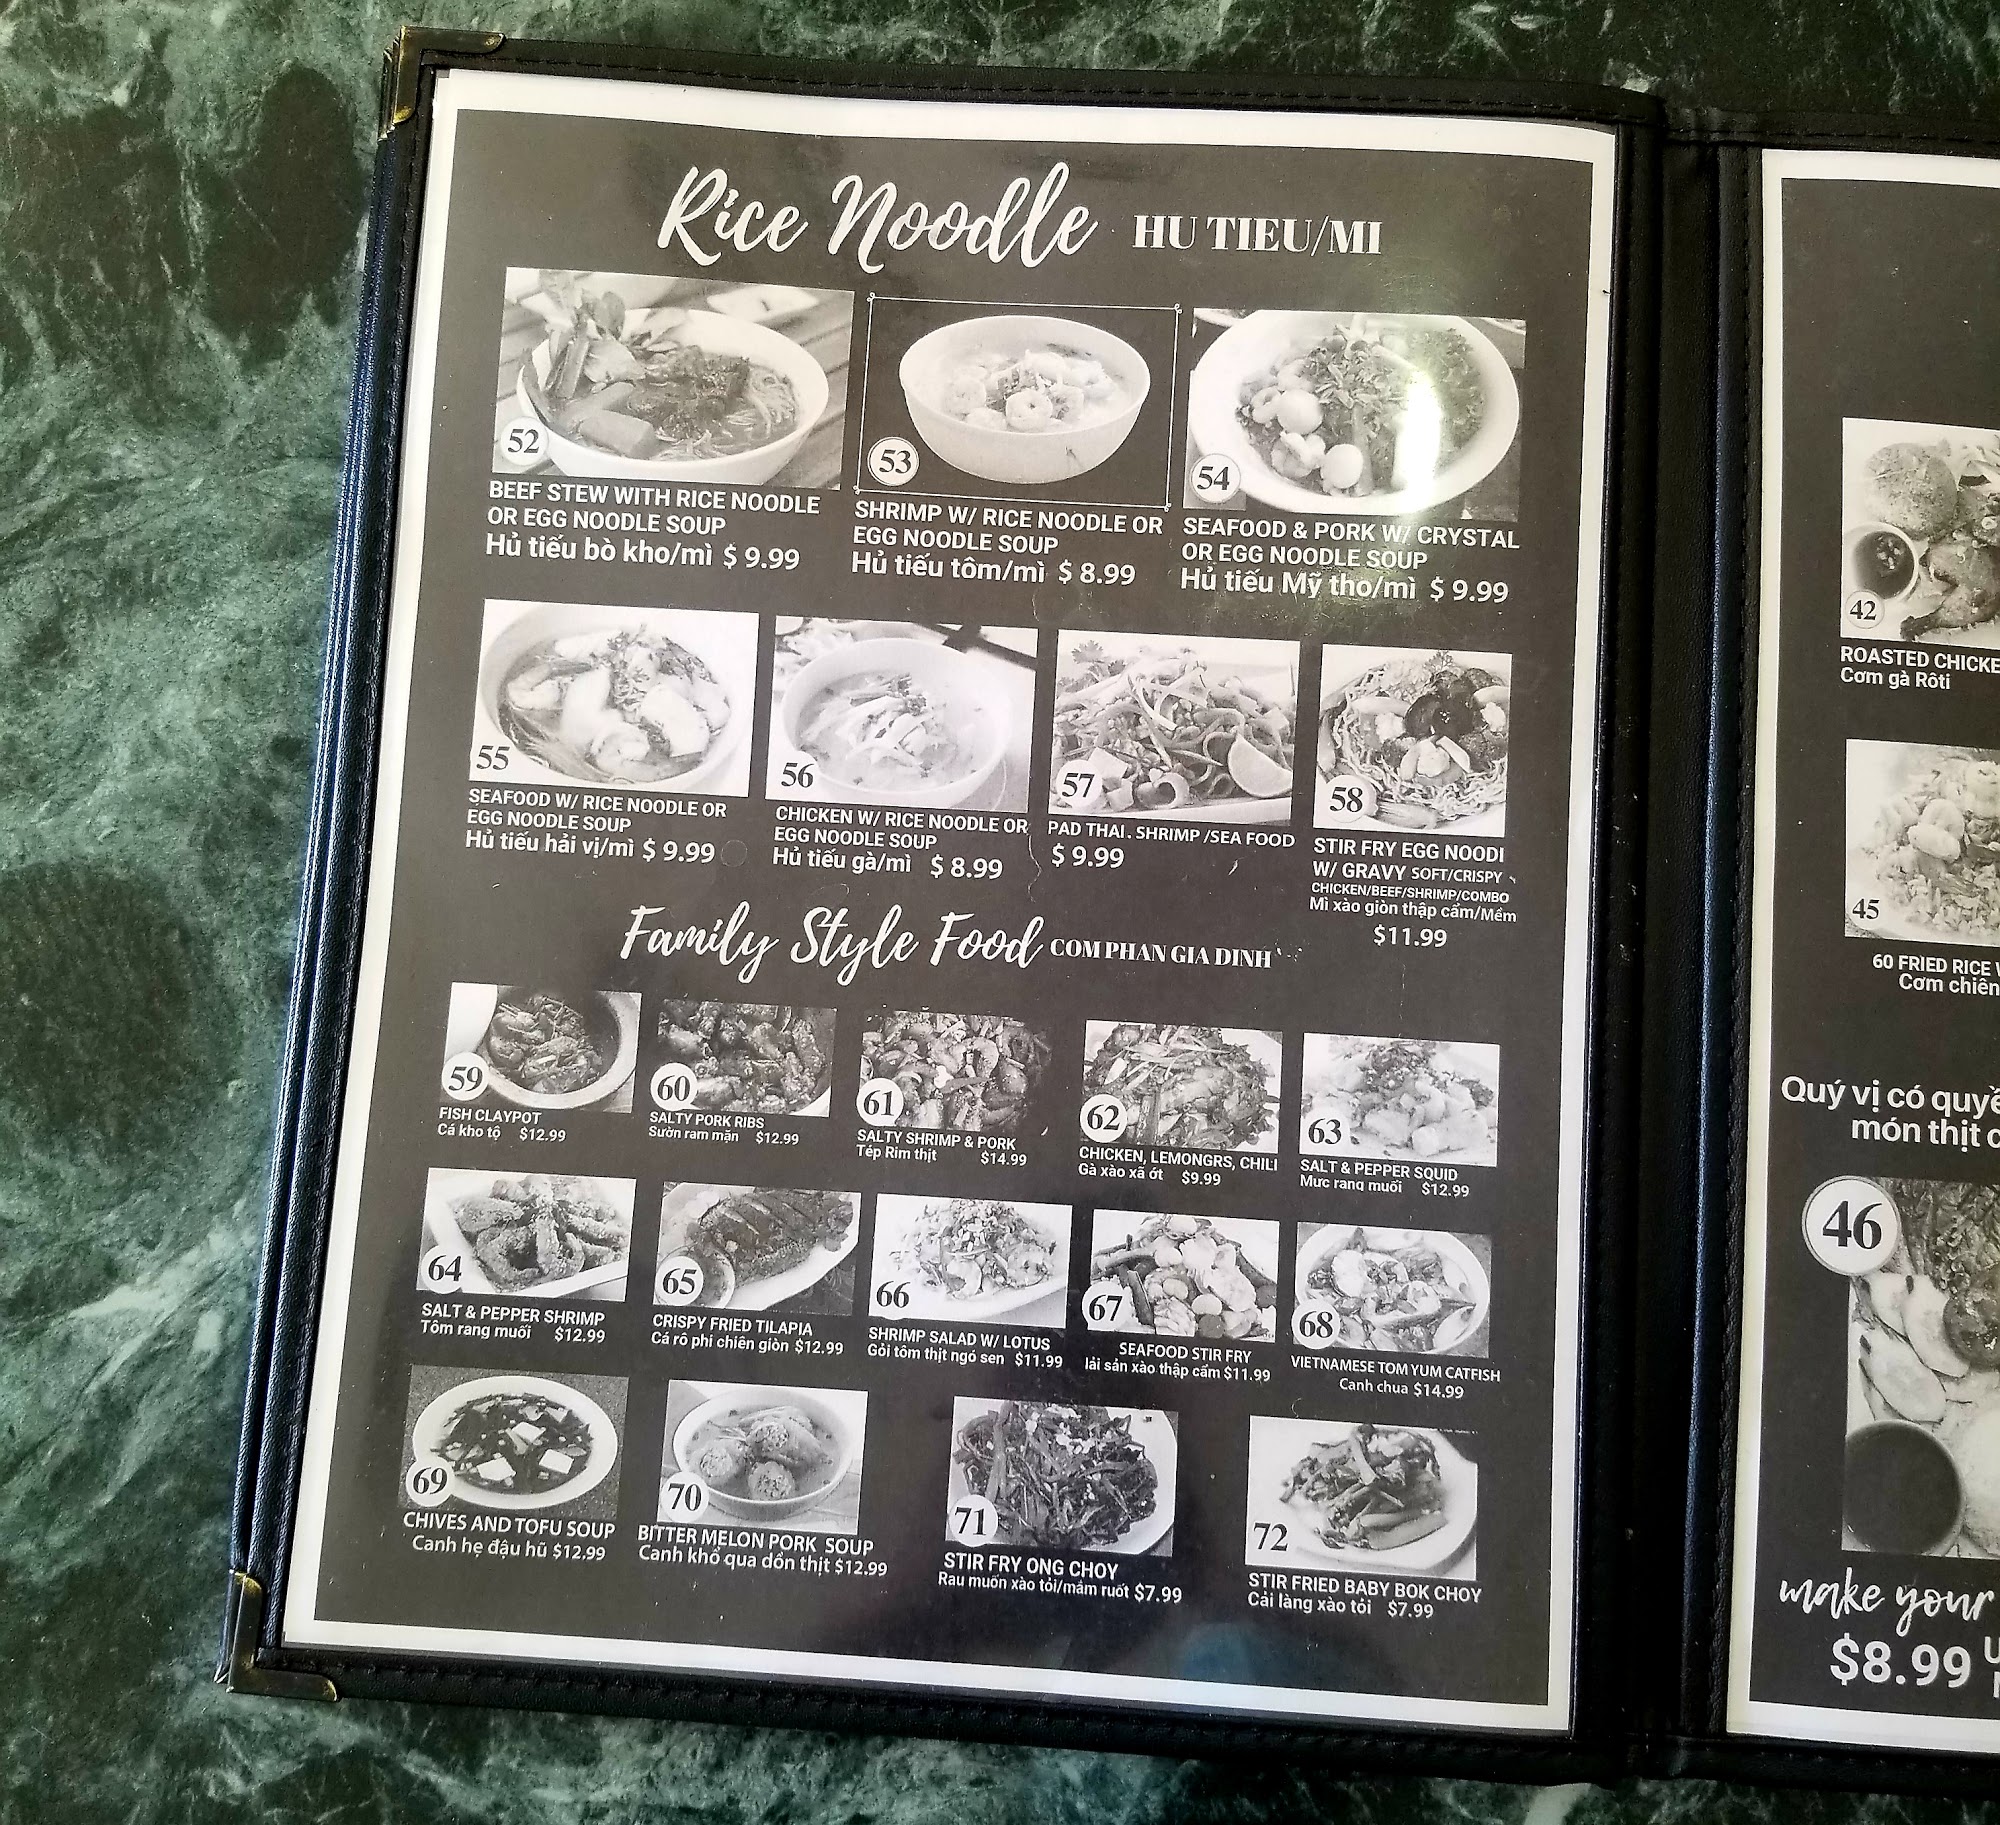 Rice Noodle HU TIEU/MI
52
BEEF STEW WITH RICE NOODLE
OR EGG NOODLE SOUP
Hủ tiếu bò kho/mì $ 9.99
53
SHRIMP W/ RICE NOODLE OR
EGG NOODLE SOUP
Hủ tiếu tôm/mì $ 8.99
54
SEAFOOD & PORK W/ CRYSTAL
OR EGG NOODLE SOUP
Hủ tiếu Mỹ tho/mì $ 9.99
55
SEAFOOD W/ RICE NOODLE OR
EGG NOODLE SOUP
Hủ tiếu hải vị/mì $ 9.99
56
CHICKEN W/ RICE NOODLE OR
EGG NOODLE SOUP
Hủ tiếu gà/mì $ 8.99
57
PAD THAI. SHRIMP /SEA FOOD
$ 9.99
58
STIR FRY EGG NOODI
W/ GRAVY SOFT/CRISPY
CHICKEN/BEEF/SHRIMP/COMBO
Mì xào giòn thập cẩm/Mềm
$11.99
Family Style Food COM PHAN GIA DINH
59
FISH CLAYPOT
Cá kho tộ $12.99
60
SALTY PORK RIBS
Sườn ram mặn $12.99
61
SALTY SHRIMP & PORK
Tép Rim thịt $14.99
62
CHICKEN, LEMONGRS, CHILI
Gà xào xã ớt $9.99
63
SALT & PEPPER SQUID
Mưc rang muối $12.99
64
SALT & PEPPER SHRIMP
Tôm rang muối $12.99
65
CRISPY FRIED TILAPIA
Cá rô phi chiên giòn $12.99
66
SHRIMP SALAD W/ LOTUS
Gỏi tôm thịt ngó sen $11.99
67
SEAFOOD STIR FRY
lải sản xào thập cẩm $11.99
68
VIETNAMESE TOM YUM CATFISH
Canh chua $14.99
69
CHIVES AND TOFU SOUP
Canh hẹ đậu hũ $12.99
70
BITTER MELON PORK SOUP
Canh khổ qua dồn thịt $12.99
71
STIR FRY ONG CHOY
Rau muốn xào tỏi/mắm ruốt $7.99
72
STIR FRIED BABY BOK CHOY
Cải làng xào tỏi $7.99
42
ROASTED CHICKE
Cơm gà Rôti
45
60 FRIED RICE
Cơm chiên
Quý vị có quyề
món thịt c
46
make your
$8.99